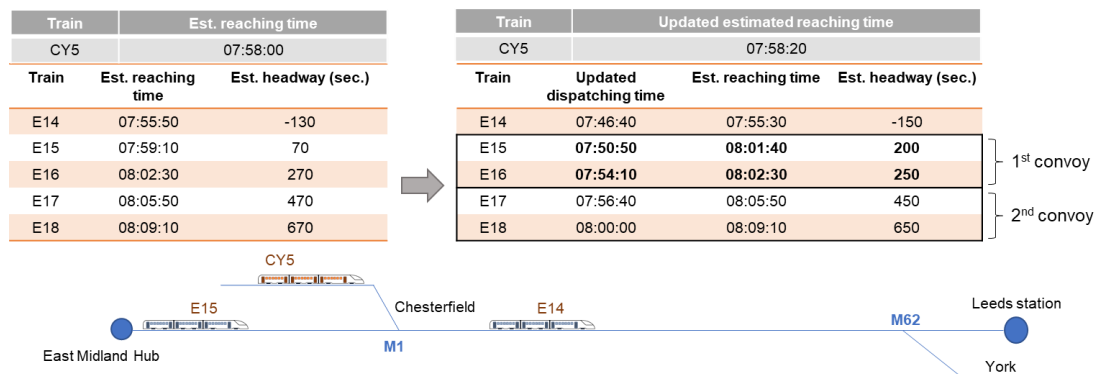 Train Est. reaching time
CY5 07:58:00
Train Est. reaching time Est. headway (sec.)
E14 07:55:50 -130
E15 07:59:10 70
E16 08:02:30 270
E17 08:05:50 470
E18 08:09:10 670
Train Updated estimated reaching time
CY5 07:58:20
Train Updated dispatching time Est. reaching time Est. headway (sec.)
E14 07:46:40 07:55:30 -150
E15 07:50:50 08:01:40 200
E16 07:54:10 08:02:30 250
E17 07:56:40 08:05:50 450
E18 08:00:00 08:09:10 650
1st convoy
2nd convoy
CY5
E15
Chesterfield
E14
Leeds station
M1
M62
East Midland Hub
York